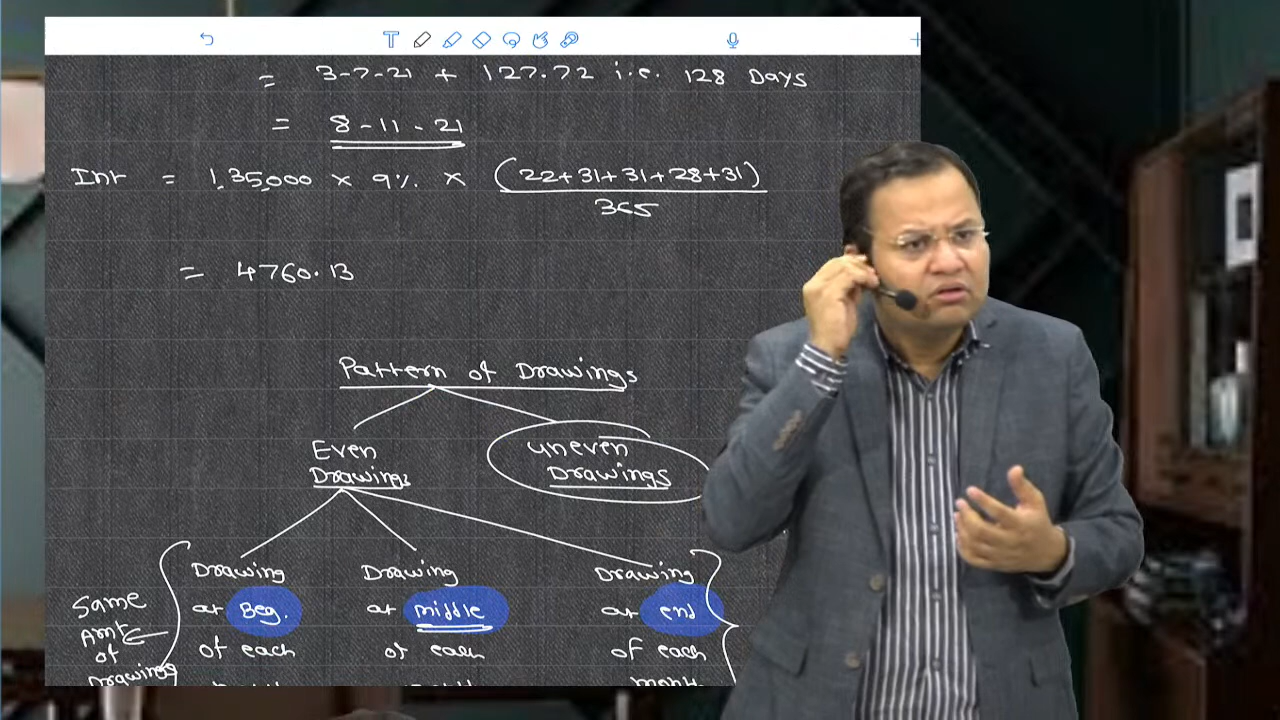 T
= 3-7-21 + 127.72 i.e. 128 Days
= 8-11-21
Int = 1,35,000 x 9% x (22+31+31+28+31)
365
= 4760.13
Pattern of Drawings
Even
Drawings
uneven
Drawings
Drawing
at Beg.
of each
Drawing
at middle
of each
Drawing
at end
of each
month
Same
Amt
of
Drawings